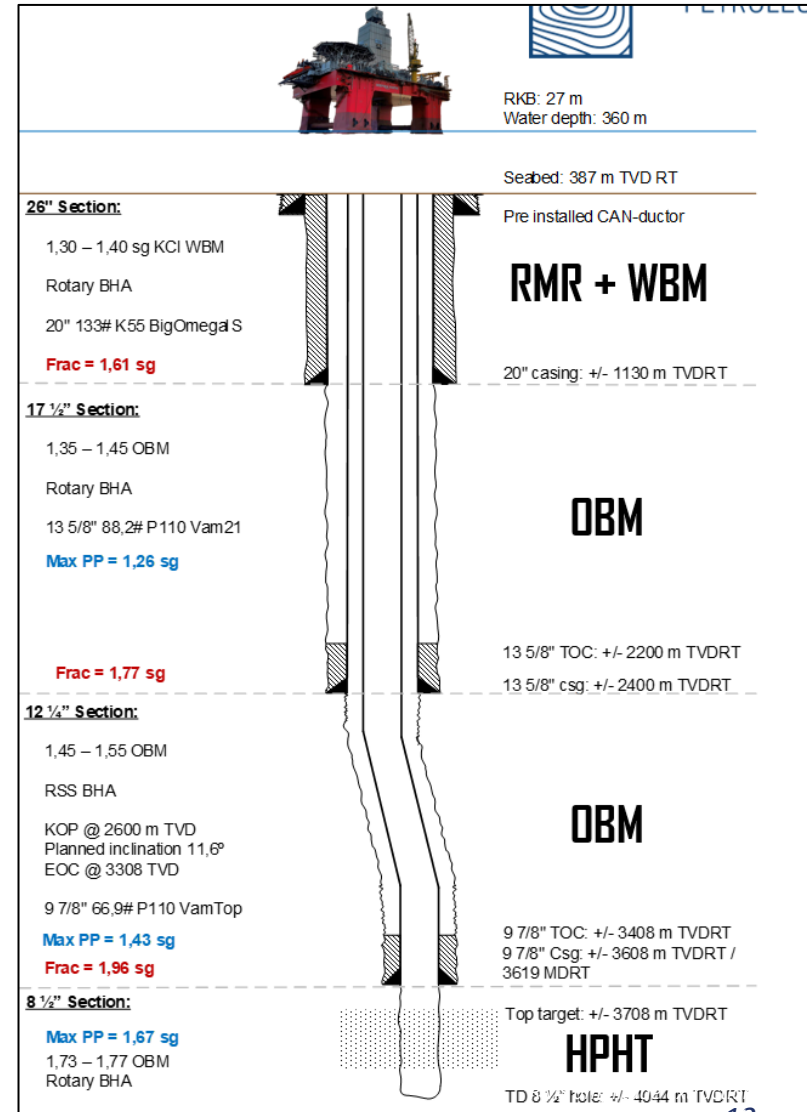 RKB: 27 m
Water depth: 360 m
Seabed: 387 m TVD RT
Pre installed CAN-ductor
26" Section:
1,30 – 1,40 sg KCl WBM
Rotary BHA
20" 133# K55 BigOmegalS
Frac = 1,61 sg
RMR + WBM
20" casing: +/- 1130 m TVDRT
17 ½" Section:
1,35 – 1,45 OBM
Rotary BHA
13 5/8" 88,2# P110 Vam21
Max PP = 1,26 sg
Frac = 1,77 sg
OBM
13 5/8" TOC: +/- 2200 m TVDRT
13 5/8" csg: +/- 2400 m TVDRT
12 ¼" Section:
1,45 – 1,55 OBM
RSS BHA
KOP @ 2600 m TVD
Planned inclination 11,6º
EOC @ 3308 TVD
9 7/8" 66,9# P110 VamTop
Max PP = 1,43 sg
Frac = 1,96 sg
OBM
9 7/8" TOC: +/- 3408 m TVDRT
9 7/8" Csg: +/- 3608 m TVDRT /
3619 MDRT
8 ½" Section:
Max PP = 1,67 sg
1,73 – 1,77 OBM
Rotary BHA
Top target: +/- 3708 m TVDRT
HPHT
TD 8 ½" hole: +/- 4044 m TVDRT